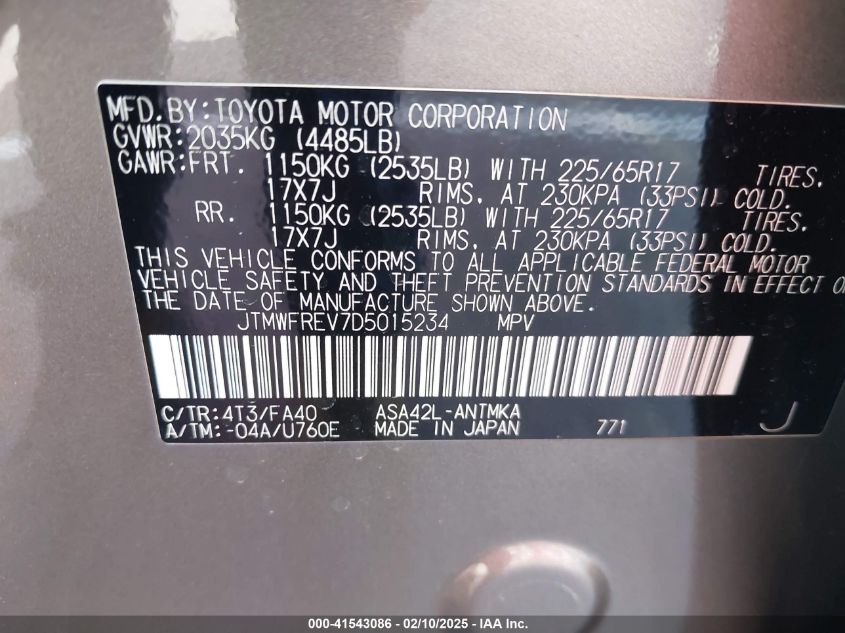 MFD.BY:TOYOTA MOTOR CORPORATION
GVWR:2035KG (4485LB)
GAWR:FRT. 1150KG (2535LB) WITH 225/65R17 TIRES.
17X7J RIMS. AT 230KPA (33PSI) COLD.
RR. 1150KG (2535LB) WITH 225/65R17 TIRES.
17X7J RIMS. AT 230KPA (33PSI) COLD.
THIS VEHICLE CONFORMS TO ALL APPLICABLE FEDERAL MOTOR
VEHICLE SAFETY AND THEFT PREVENTION STANDARDS IN EFFECT O
THE DATE OF MANUFACTURE SHOWN ABOVE.
JTMWFREV7D5015234 MPV
C/TR:4T3/FA40 ASA42L-ANTMKA
A/TM:-04A/U760E MADE IN JAPAN 771 J
000-41543086 - 02/10/2025 - IAA Inc.